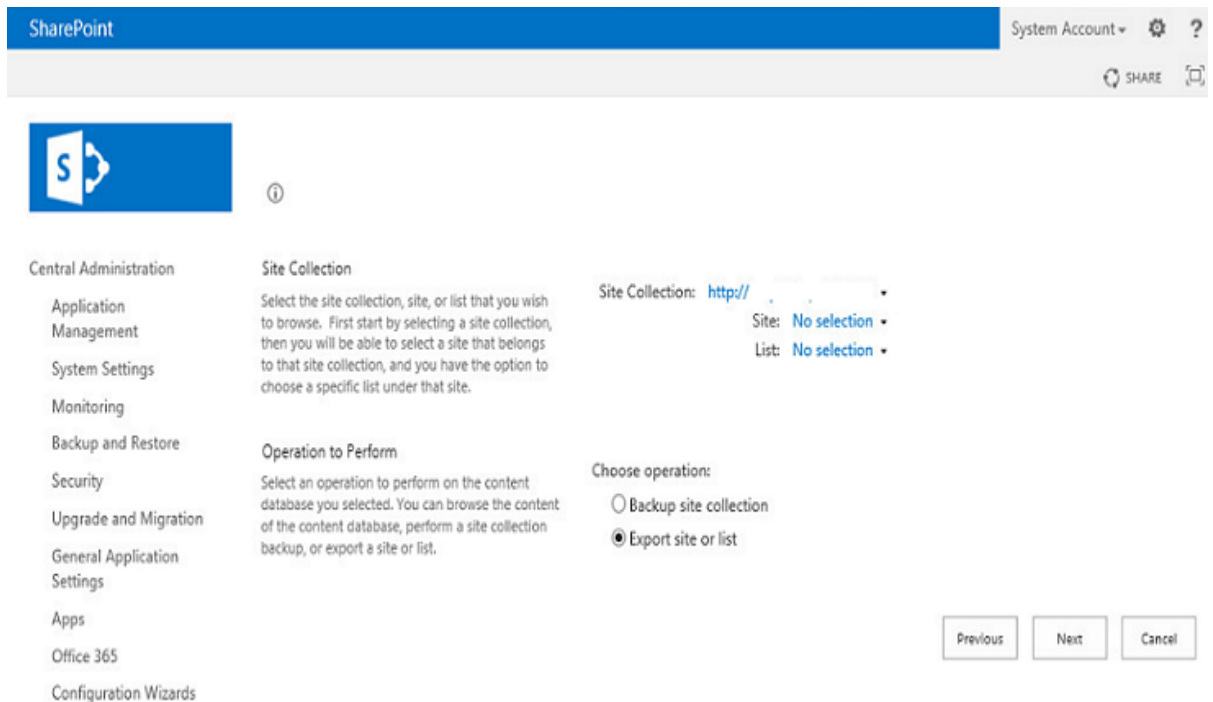 SharePoint
System Account
?
SHARE
S
Central Administration
Application
Management
System Settings
Monitoring
Backup and Restore
Security
Upgrade and Migration
General Application
Settings
Apps
Office 365
Configuration Wizards
Site Collection
Select the site collection, site, or list that you wish
to browse. First start by selecting a site collection,
then you will be able to select a site that belongs
to that site collection, and you have the option to
choose a specific list under that site.
Site Collection: http://
Site: No selection
List: No selection
Operation to Perform
Select an operation to perform on the content
database you selected. You can browse the content
of the content database, perform a site collection
backup, or export a site or list.
Choose operation:
Backup site collection
Export site or list
Previous
Next
Cancel